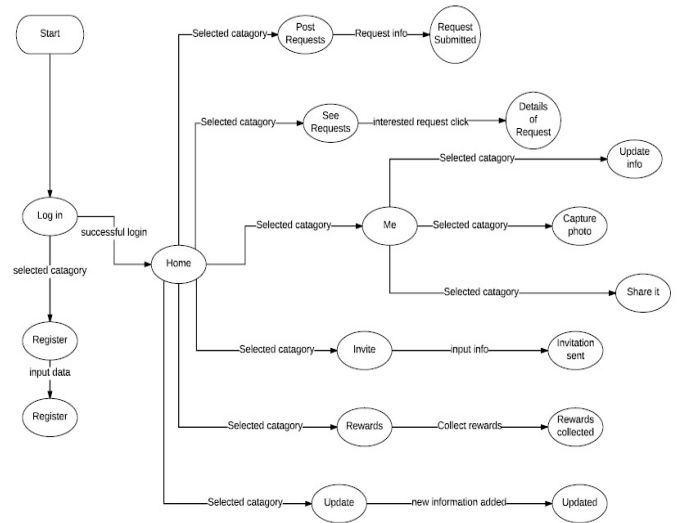 Start
Selected catagory
Post
Requests
Request info
Request
Submitted
Selected catagory
See
Requests
interested request click
Details
of
Request
Selected catagory
Update
info
Log in
successful login
Home
Selected catagory
Me
Selected catagory
Capture
photo
selected catagory
Selected catagory
Share it
Register
Selected catagory
Invite
input info
Invitation
sent
input data
Register
Selected catagory
Rewards
Collect rewards
Rewards
collected
Selected catagory
Update
new information added
Updated